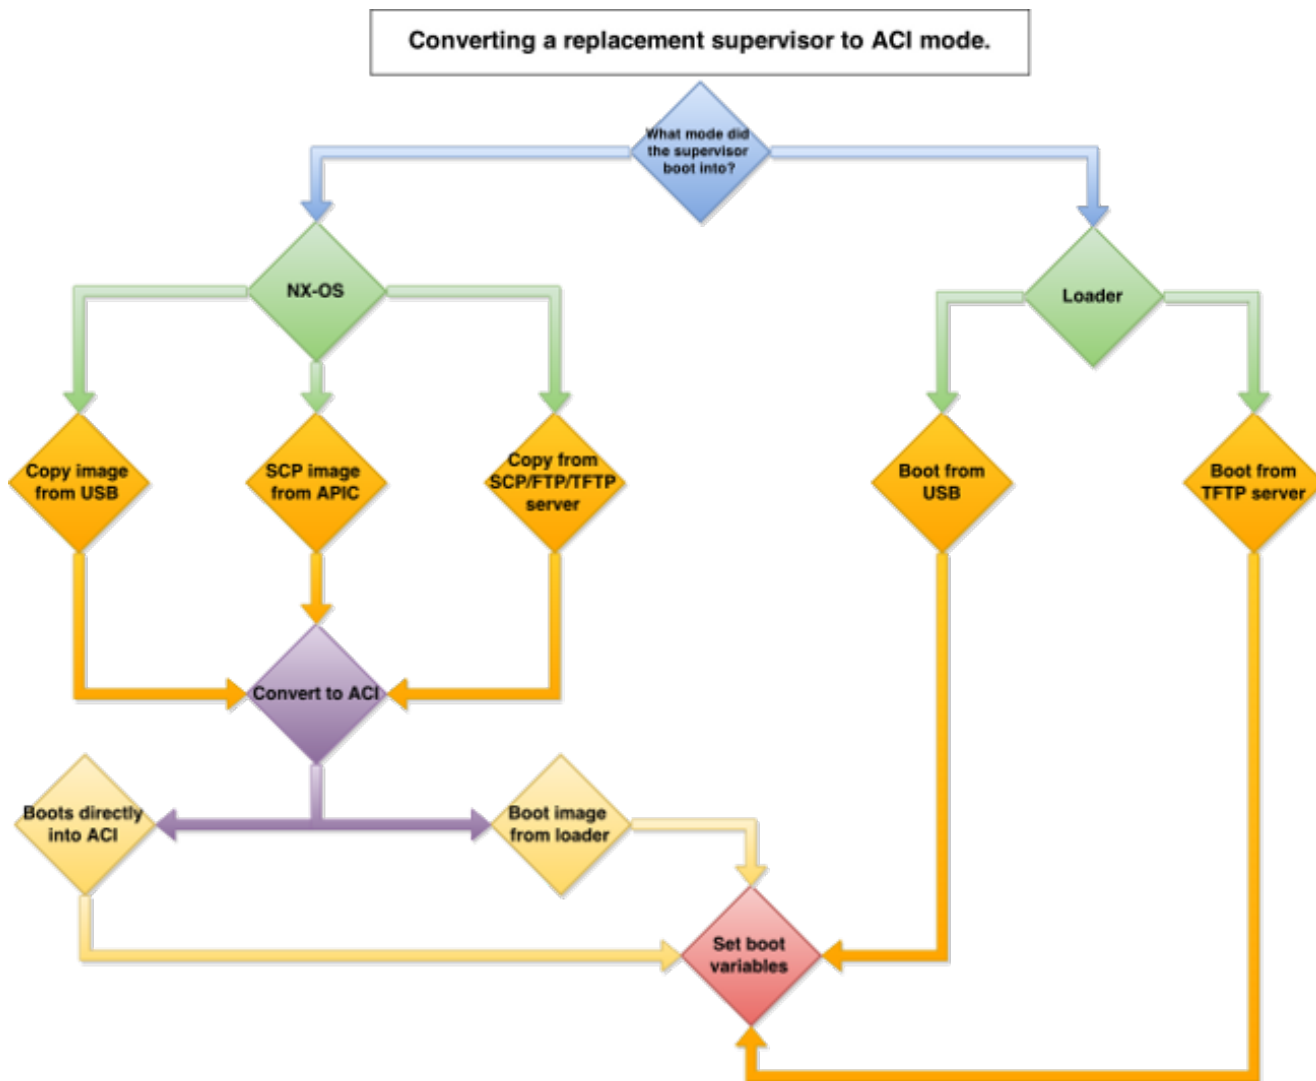 Converting a replacement supervisor to ACI mode.
What mode did
the supervisor
boot into?
NX-OS
Loader
Copy image
from USB
SCP image
from APIC
Copy from
SCP/FTP/TFTP
server
Boot from
USB
Boot from
TFTP server
Convert to ACI
Boots directly
into ACI
Boot image
from loader
Set boot
variables